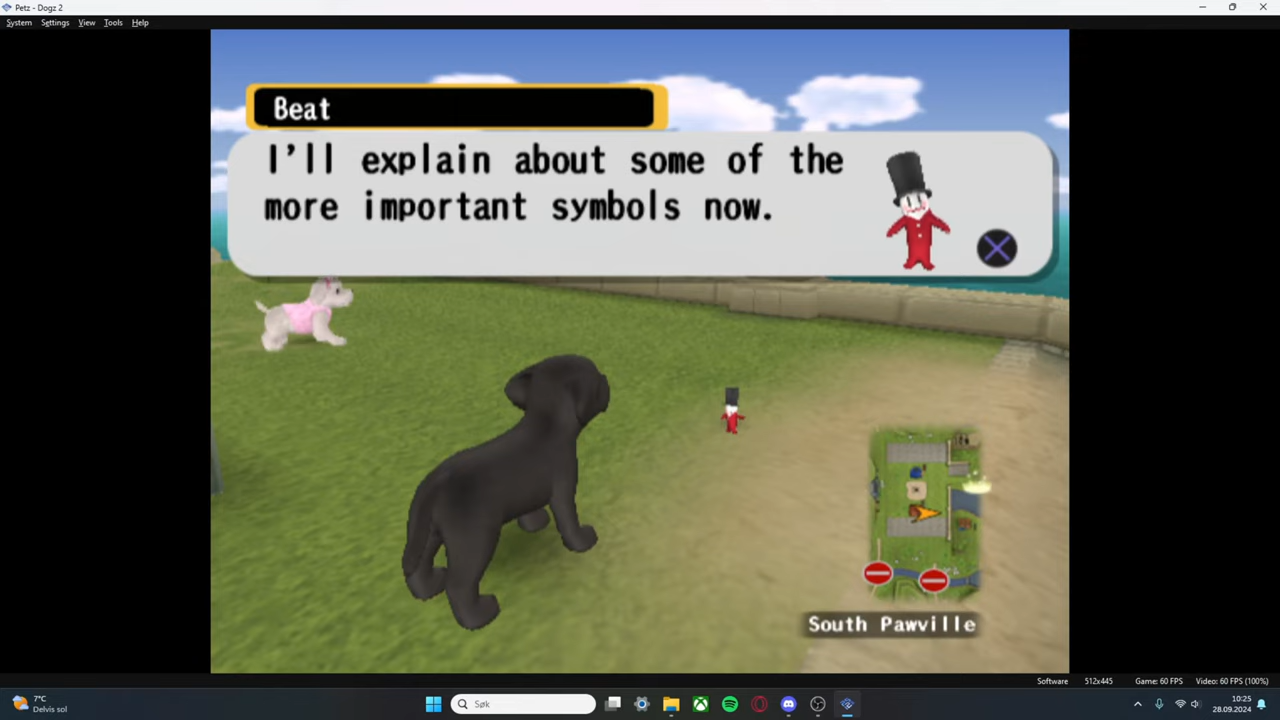 Petz - Dogz 2
System Settings View Tools Help
Beat
I'll explain about some of the
more important symbols now.
South Pawville
Software 512x445 Game: 60 FPS Video: 60 FPS (100%)
7°C
Delvis sol
Søk
10:25
28.09.2024